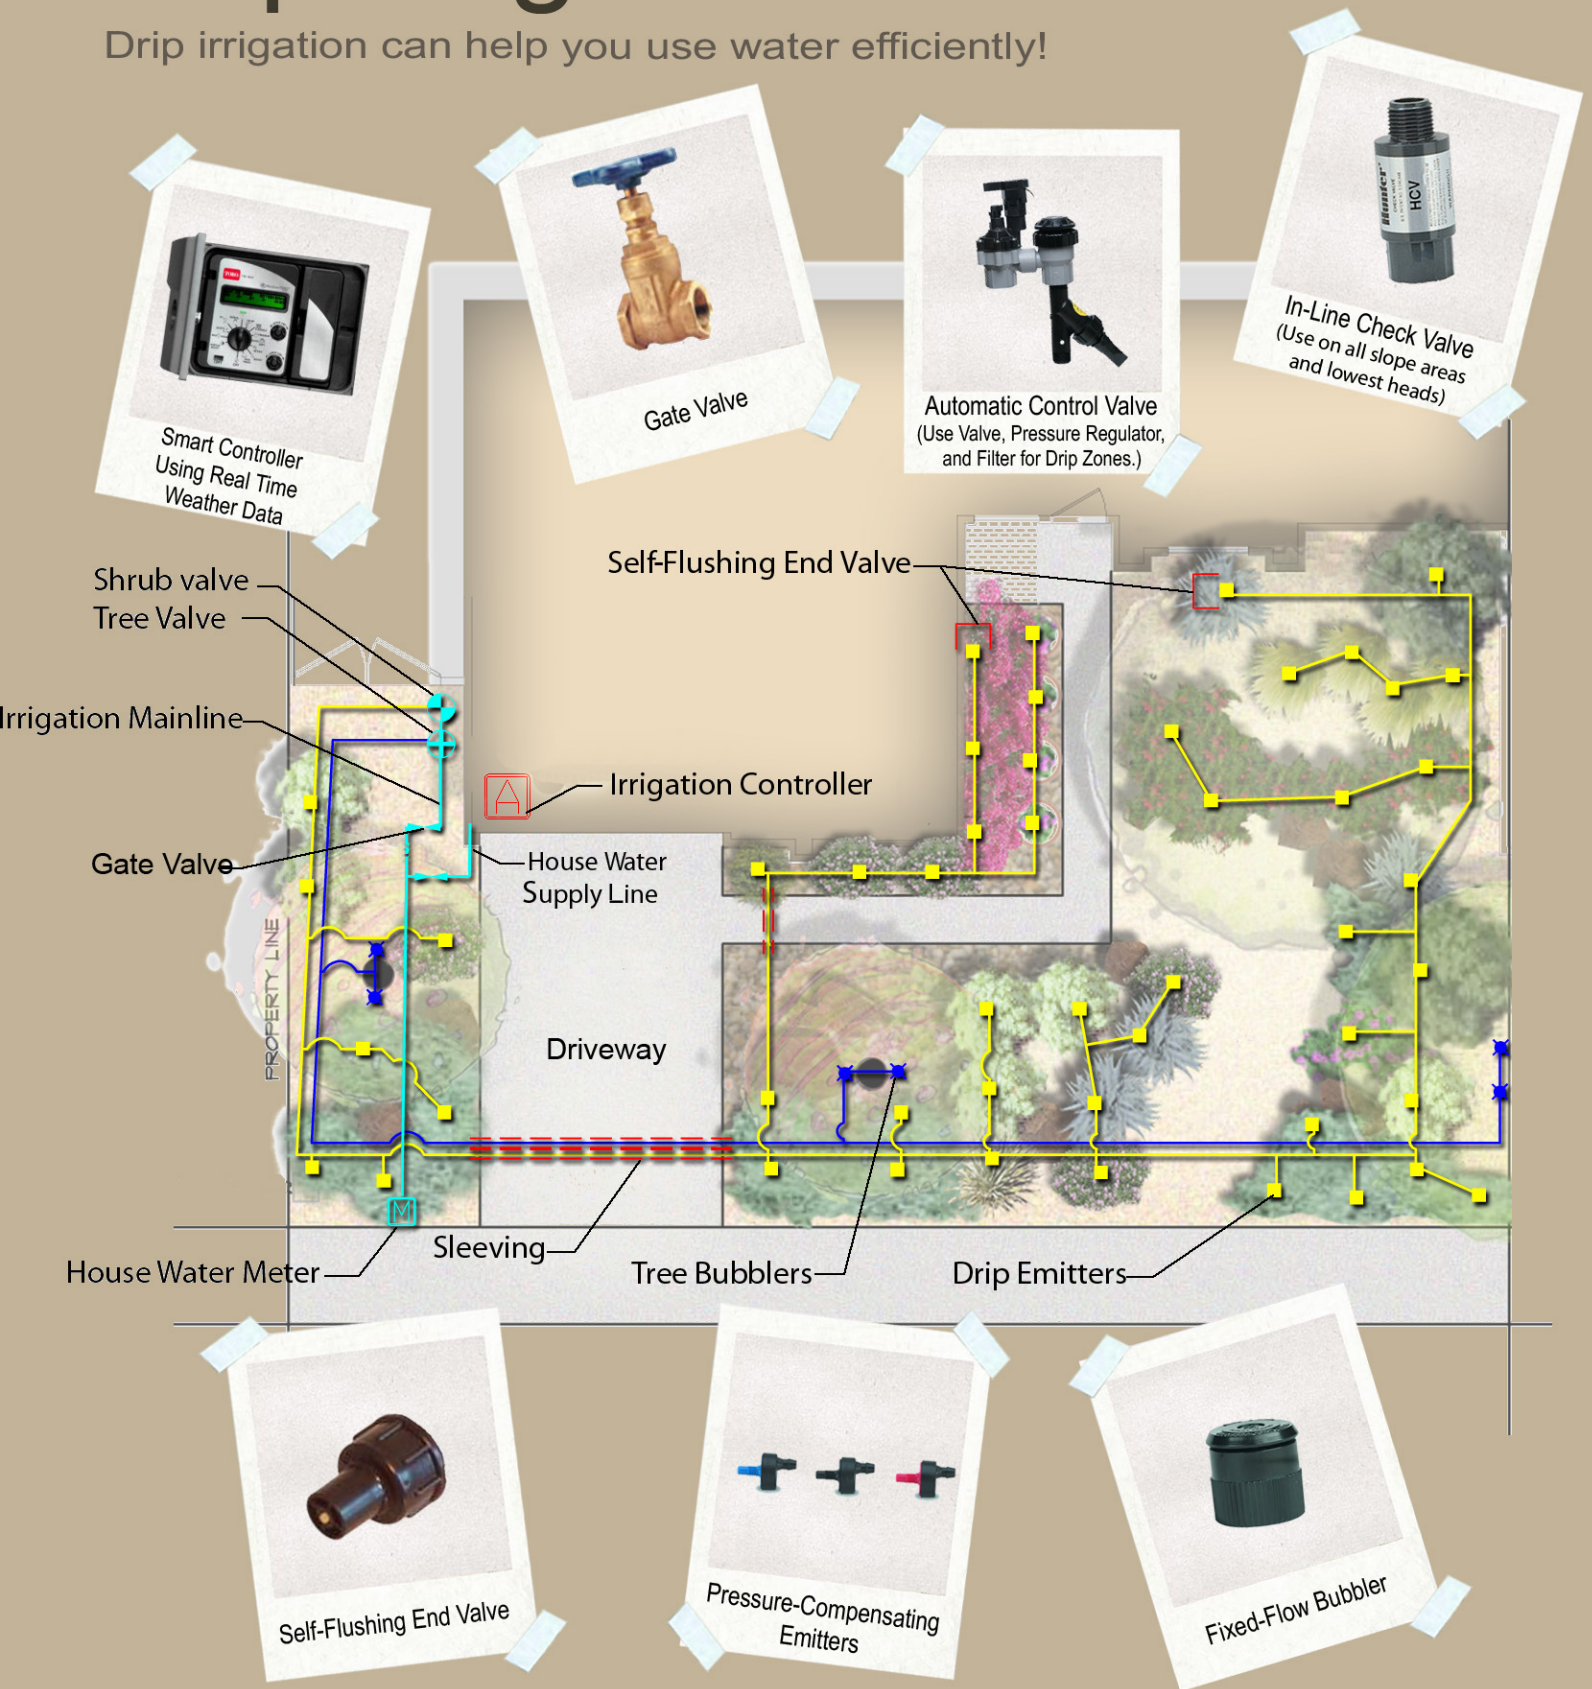 Drip irrigation can help you use water efficiently!
Smart Controller
Using Real Time
Weather Data
Gate Valve
Automatic Control Valve
(Use Valve, Pressure Regulator,
and Filter for Drip Zones.)
Hunter
HCV
In-Line Check Valve
(Use on all slope areas
and lowest heads)
Self-Flushing End Valve
Shrub valve
Tree Valve
Irrigation Mainline
A
Irrigation Controller
Gate Valve
House Water
Supply Line
PROPERTY LINE
Driveway
M
Sleeving
House Water Meter
Tree Bubblers
Drip Emitters
Self-Flushing End Valve
Pressure-Compensating
Emitters
Fixed-Flow Bubbler